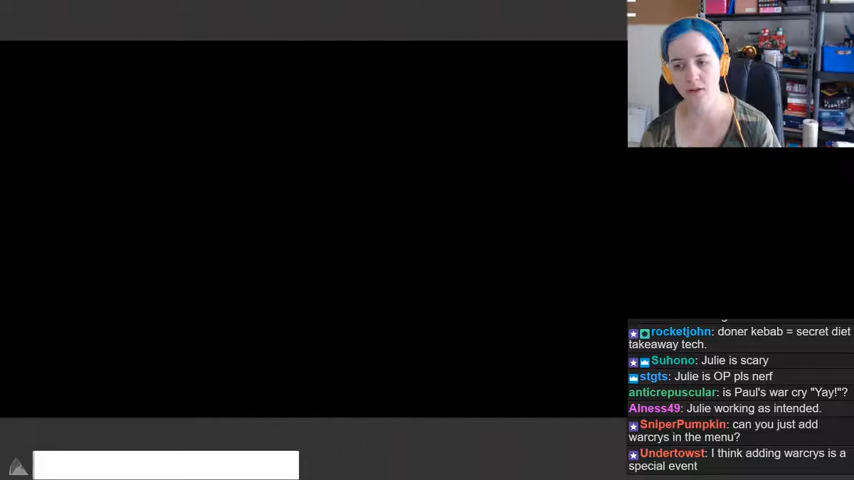 rocketjohn: doner kebab = secret diet
takeaway tech.
Suhono: Julie is scary
stgts: Julie is OP pls nerf
anticrepuscular: is Paul's war cry "Yay!"?
Alness49: Julie working as intended.
SniperPumpkin: can you just add
warcrys in the menu?
Undertowst: I think adding warcrys is a
special event